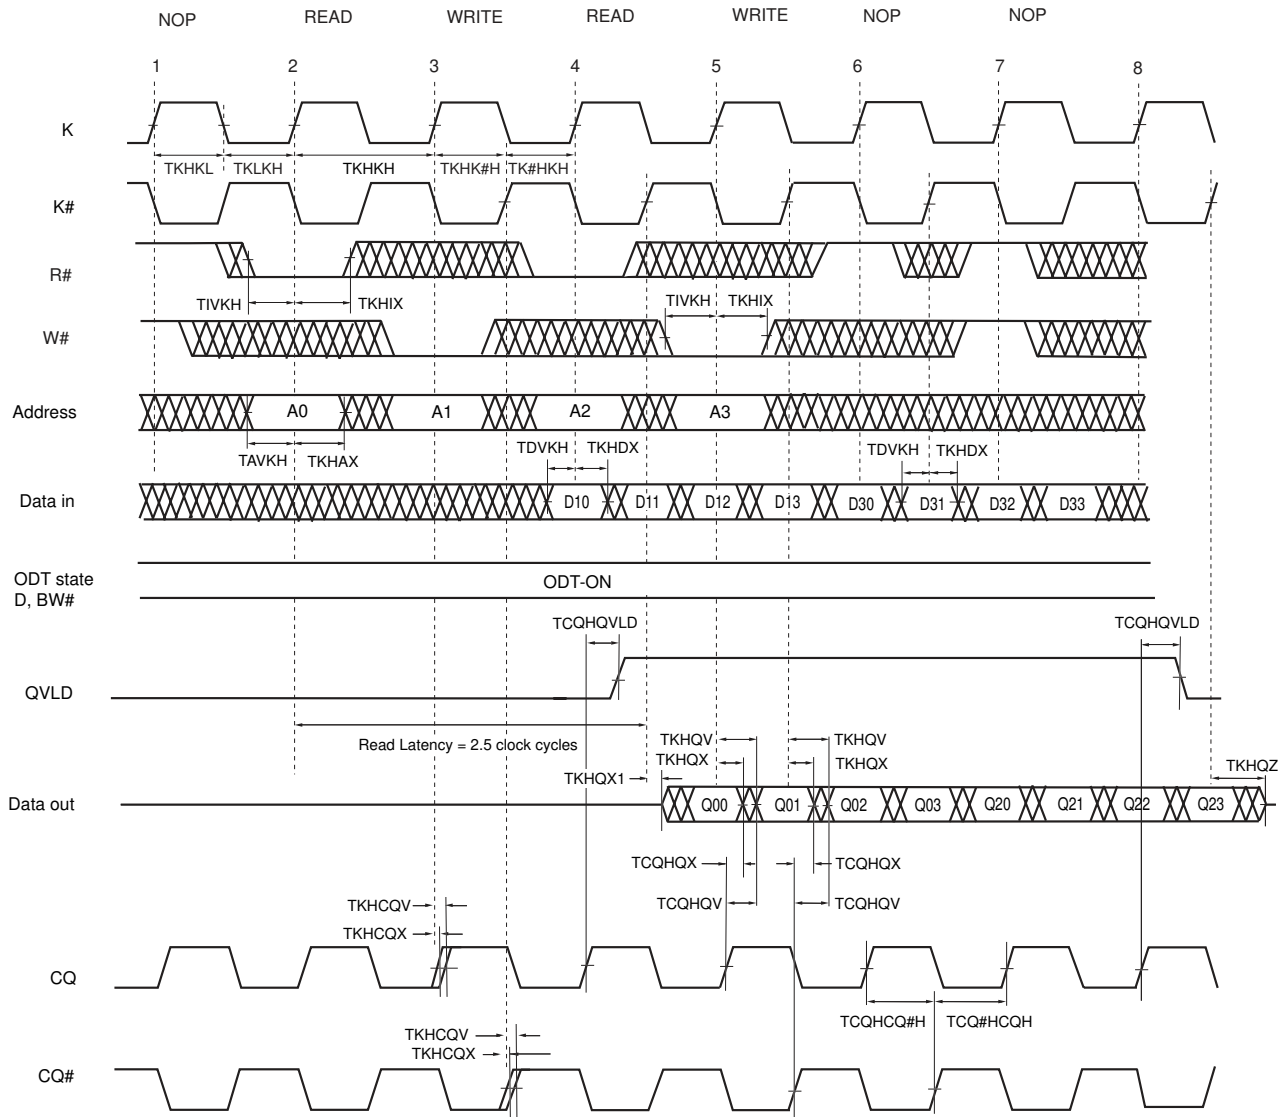 NOP READ WRITE READ WRITE NOP NOP
1 2 3 4 5 6 7 8
K
TKHKL TKLKH TKHKH TKHK#H TK#HKH
K#
R#
TIVKH TKHIX TIVKH TKHIX
W#
Address A0 A1 A2 A3
TAVKH TKHAX TDVKH TKHDX TDVKH TKHDX
Data in D10 D11 D12 D13 D30 D31 D32 D33
ODT state
D, BW#
ODT-ON
TCQHQVLD TCQHQVLD
QVLD
Read Latency = 2.5 clock cycles
TKHQV TKHQV
TKHQX TKHQX
TKHQX1 TKHQZ
Data out Q00 Q01 Q02 Q03 Q20 Q21 Q22 Q23
TCQHQX TCQHQX
TCQHQV TCQHQV
TKHCQV
TKHCQX
CQ
TCQHCQ#H TCQ#HCQH
TKHCQV
TKHCQX
CQ#